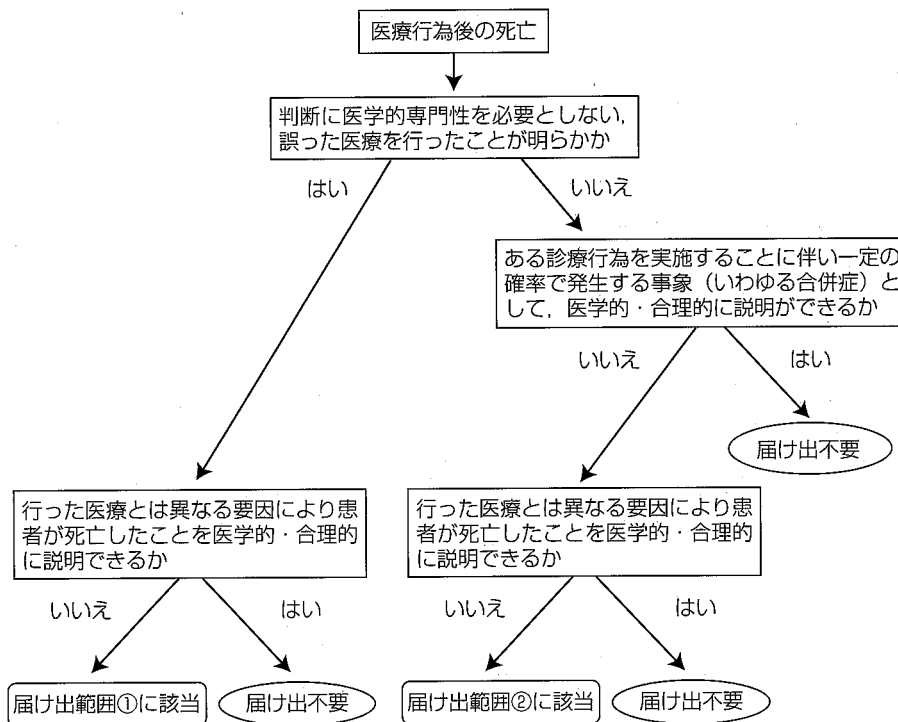 医療行為後の死亡
判断に医学的専門性を必要としない,
誤った医療を行ったことが明らかか
はい
いいえ
ある診療行為を実施することに伴い一定の
確率で発生する事象（いわゆる合併症）と
して，医学的・合理的に説明ができるか
いいえ
はい
届け出不要
行った医療とは異なる要因により患
者が死亡したことを医学的・合理的
に説明できるか
行った医療とは異なる要因により患
者が死亡したことを医学的・合理的
に説明できるか
いいえ
はい
いいえ
はい
届け出範囲①に該当
届け出不要
届け出範囲②に該当
届け出不要